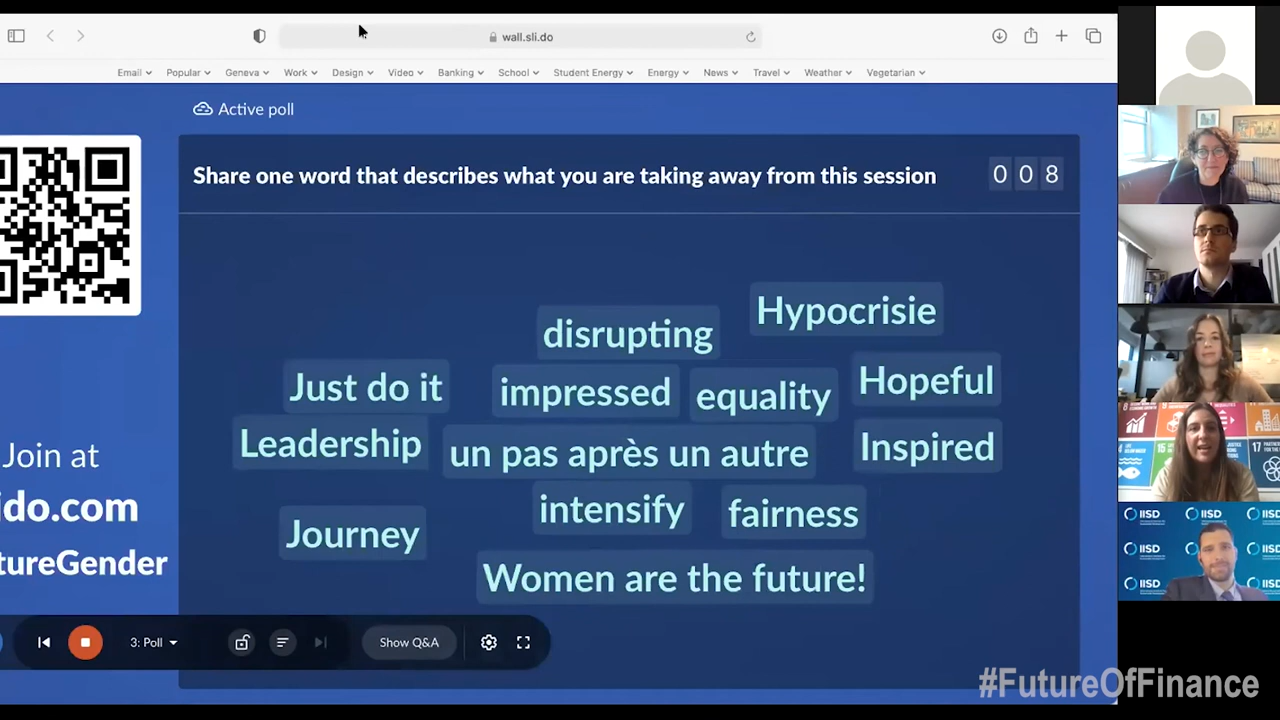 wall.sli.do
Email Popular Geneva Work Design Video Banking School Student Energy Energy News Travel Weather Vegetarian
Active poll
Share one word that describes what you are taking away from this session
0 0 8
Hypocrisie
disrupting
Just do it
impressed
equality
Hopeful
Leadership
un pas après un autre
Inspired
intensify
fairness
Journey
Women are the future!
Join at
ido.com
tureGender
3: Poll
Show Q&A
IISD IISD IISD
IISD IISD
IISD IISD
#FutureOfFinance